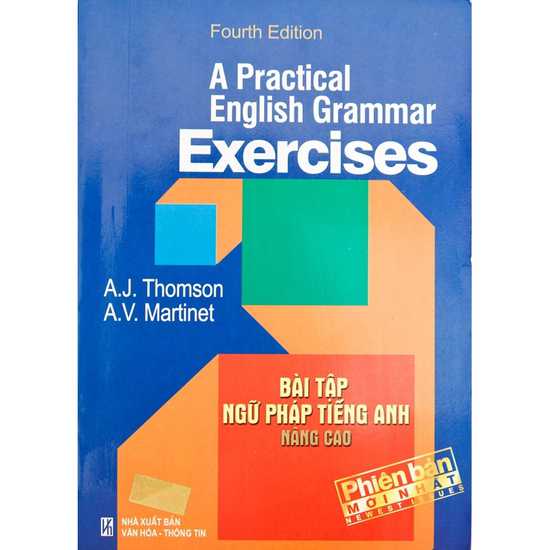 Fourth Edition
A Practical
English Grammar
Exercises
A.J. Thomson
A.V. Martinet
BÀI TẬP
NGỮ PHÁP TIẾNG ANH
NÂNG CAO
Phiên bản
MỚI NHẤT
NEWEST ISSUES
NHÀ XUẤT BẢN
VĂN HÓA - THÔNG TIN